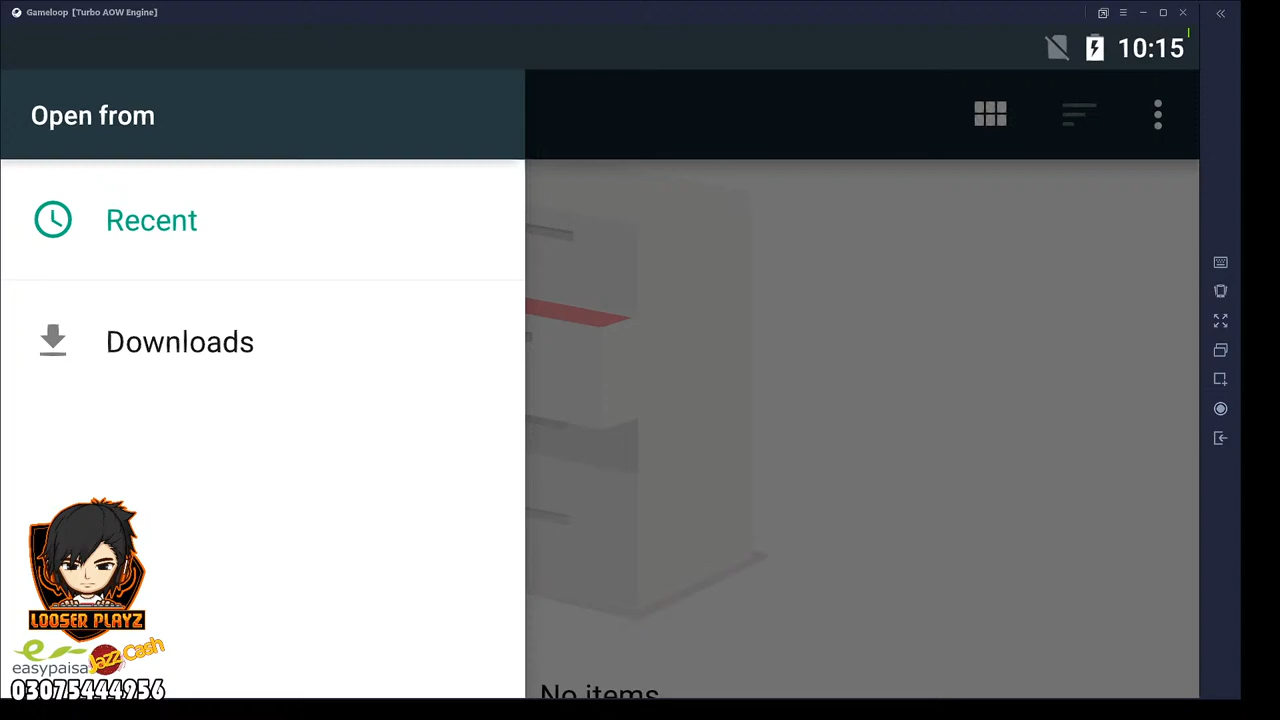 Gameloop [Turbo AOW Engine]
10:15
Open from
Recent
Downloads
LOOSER PLAYZ
easypaisa JazzCash
03075444956
No items